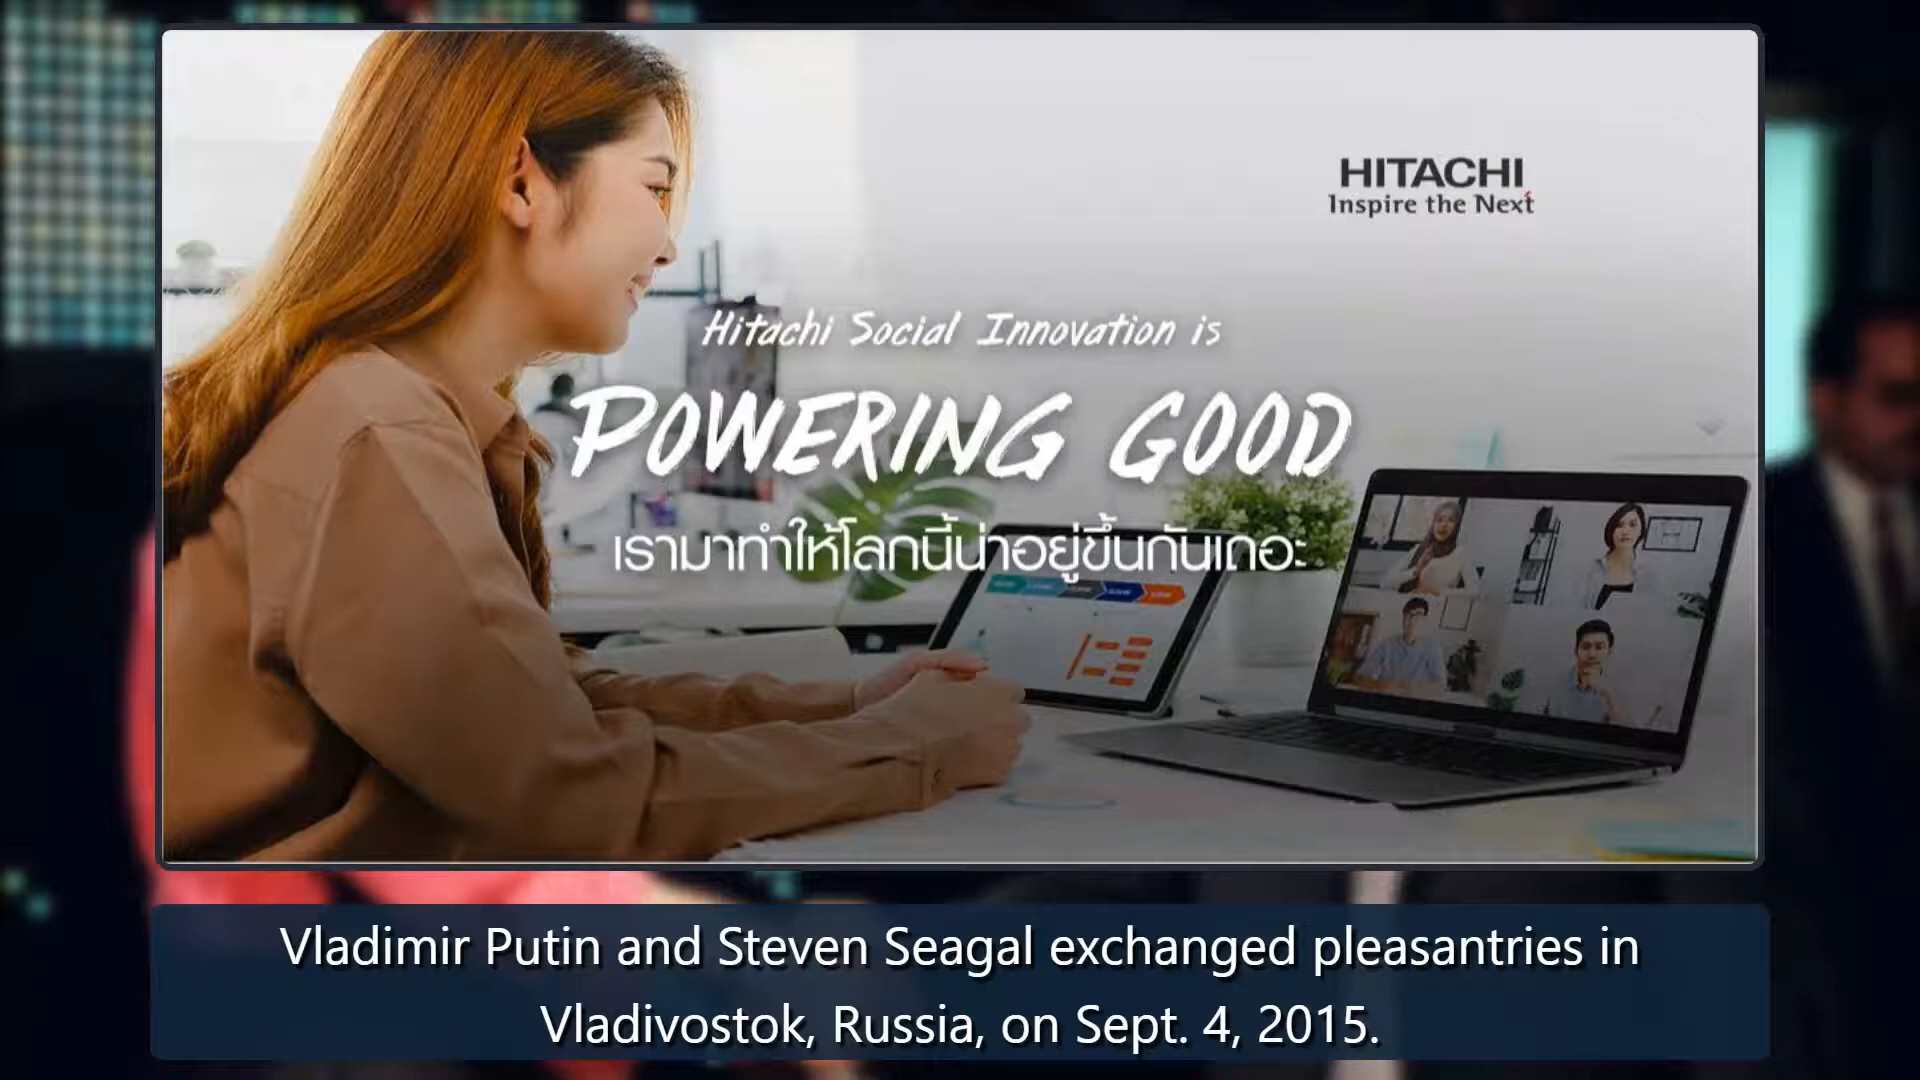 HITACHI
Inspire the Next
Hitachi Social Innovation is
POWERING GOOD
เรามาทำให้โลกนี้น่าอยู่ขึ้นกันเถอะ
Vladimir Putin and Steven Seagal exchanged pleasantries in
Vladivostok, Russia, on Sept. 4, 2015.